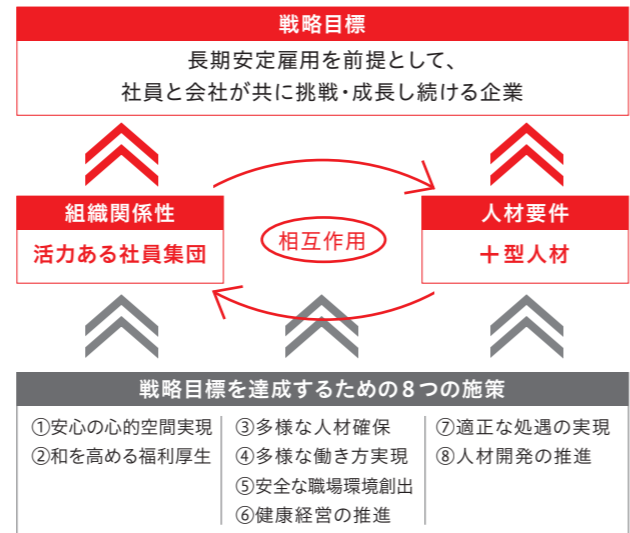 戦略目標
長期安定雇用を前提として、
社員と会社が共に挑戦・成長し続ける企業
組織関係性
活力ある社員集団
相互作用
人材要件
十型人材
戦略目標を達成するための8つの施策
①安心の心的空間実現
②和を高める福利厚生
③多様な人材確保
④多様な働き方実現
⑤安全な職場環境創出
⑥健康経営の推進
⑦適正な処遇の実現
⑧人材開発の推進